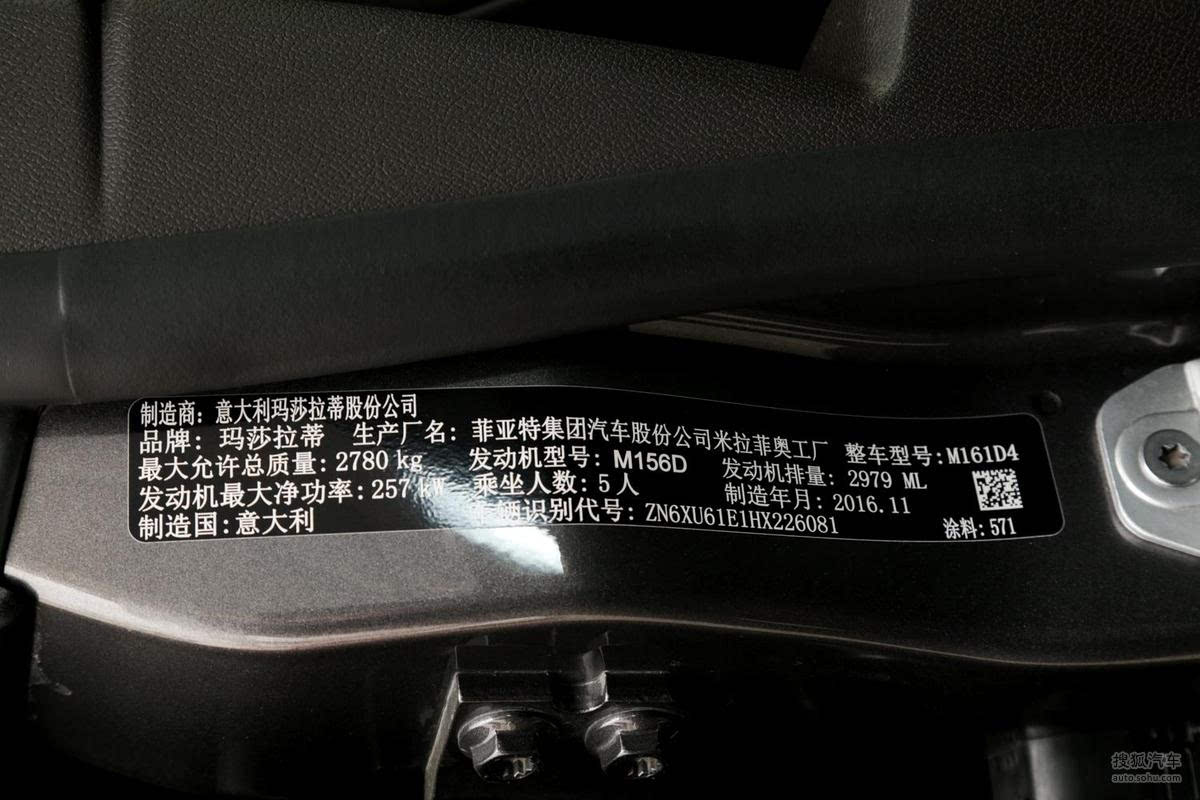 制造商：意大利玛莎拉蒂股份公司
品牌：玛莎拉蒂 生产厂名：菲亚特集团汽车股份公司米拉菲奥工厂 整车型号：M161D4
最大允许总质量：2780 kg 发动机型号：M156D 发动机排量：2979 ML
发动机最大净功率：257 kW 乘坐人数：5人 制造年月：2016.11
制造国：意大利 车辆识别代号：ZN6XU61E1HX226081 涂料：571
搜狐汽车
auto.sohu.com